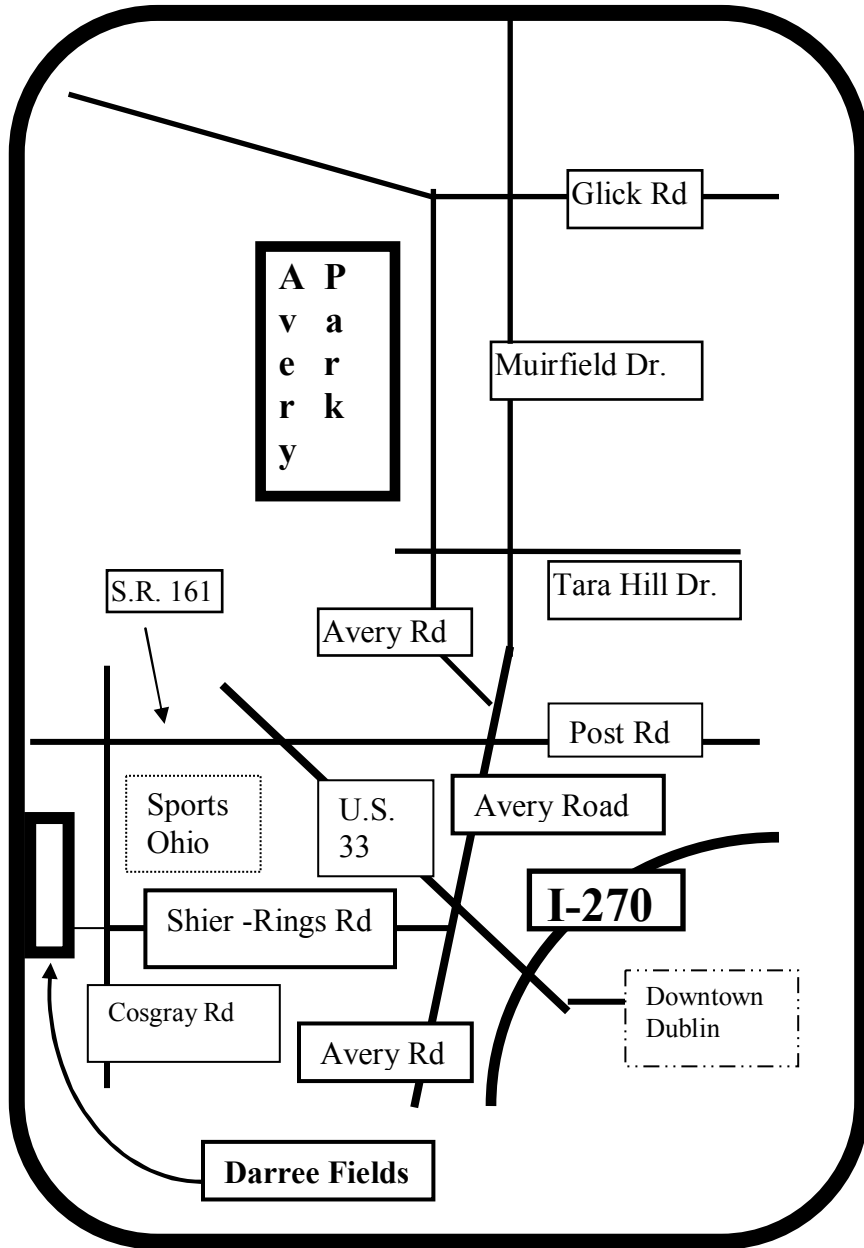 Glick Rd
A P
v a
e r
r k
y
Muirfield Dr.
Tara Hill Dr.
S.R. 161
Avery Rd
Post Rd
Sports
Ohio
U.S.
33
Avery Road
I-270
Shier -Rings Rd
Cosgray Rd
Downtown
Dublin
Avery Rd
Darree Fields